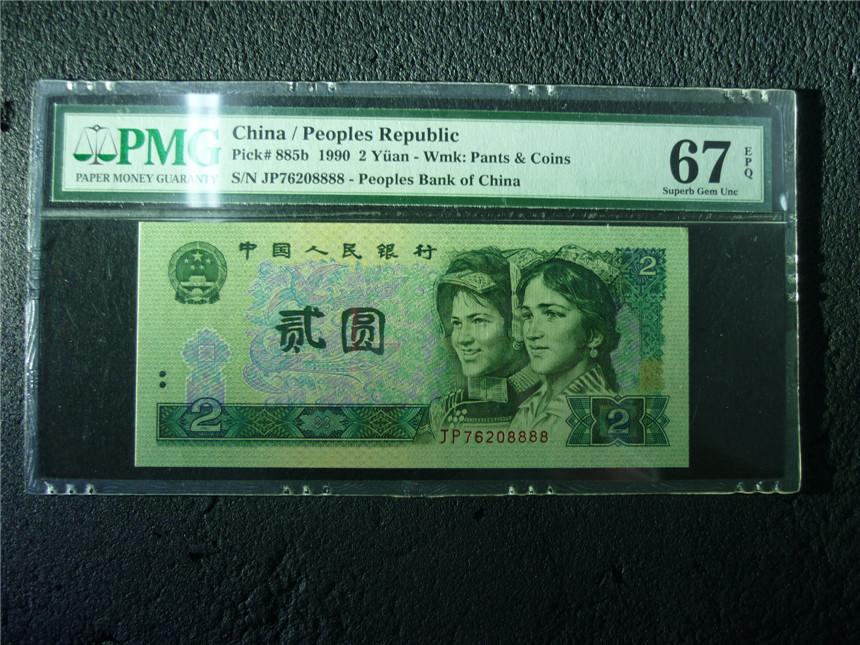 PMG
PAPER MONEY GUARANTY
China / Peoples Republic
Pick# 885b 1990 2 Yüan - Wmk: Pants & Coins
S/N JP76208888 - Peoples Bank of China
67
EPQ
Superb Gem Unc
中国人民银行
2
贰圆
2
2
JP76208888